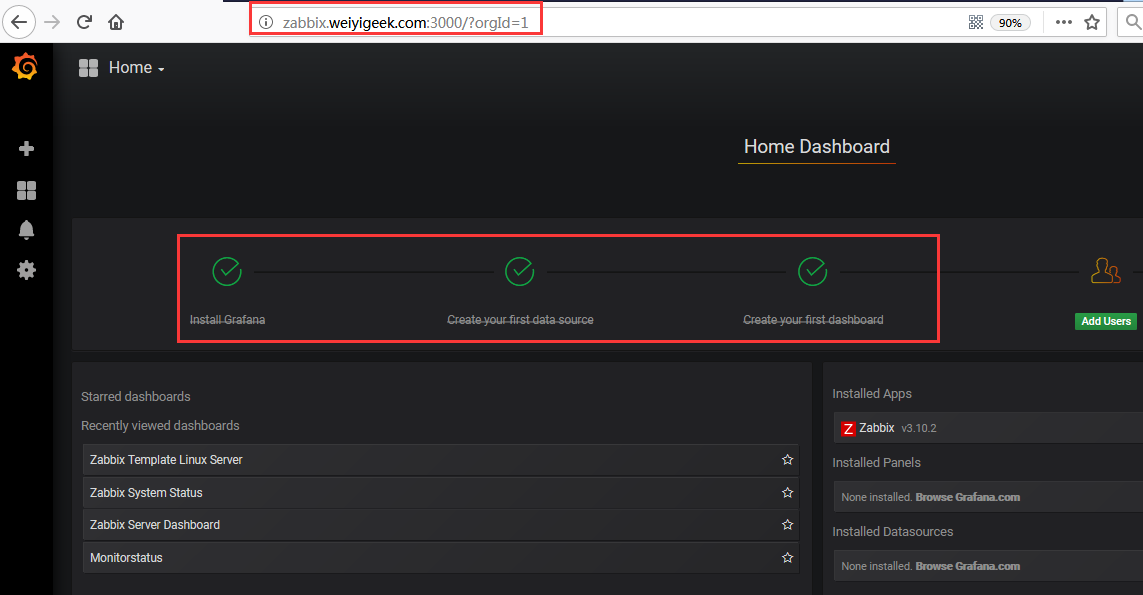 zabbix.weiyigeek.com:3000/?orgId=1
90%
Home
Home Dashboard
Install Grafana
Create your first data source
Create your first dashboard
Add Users
Starred dashboards
Recently viewed dashboards
Zabbix Template Linux Server
Zabbix System Status
Zabbix Server Dashboard
Monitorstatus
Installed Apps
Z Zabbix v3.10.2
Installed Panels
None installed. Browse Grafana.com
Installed Datasources
None installed. Browse Grafana.com